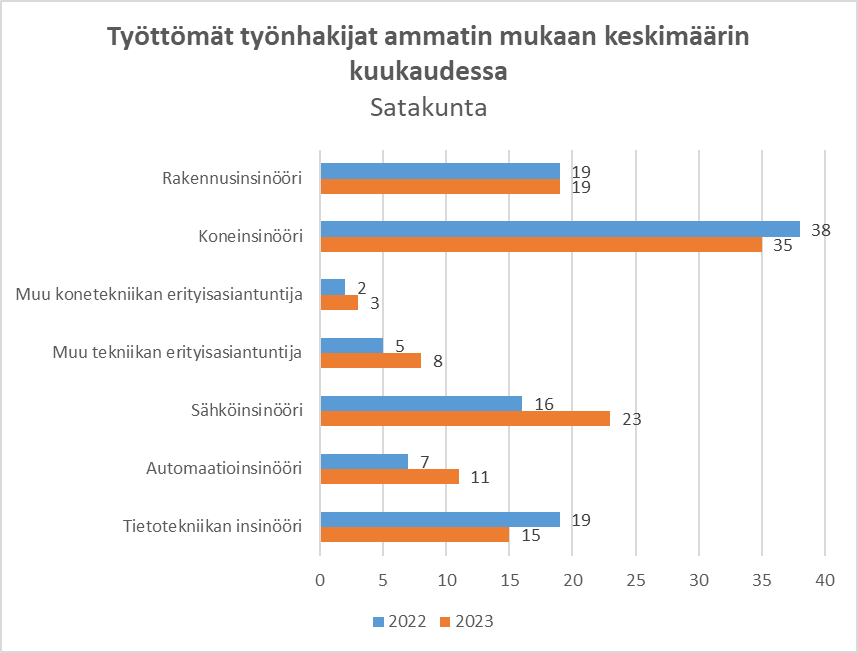 Työttömät työnhakijat ammatin mukaan keskimäärin
kuukaudessa
Satakunta
Rakennusinsinööri
19
19
Koneinsinööri
38
35
Muu konetekniikan erityisasiantuntija
2
3
Muu tekniikan erityisasiantuntija
5
8
Sähköinsinööri
16
23
Automaatioinsinööri
7
11
Tietotekniikan insinööri
19
15
0 5 10 15 20 25 30 35 40
2022 2023